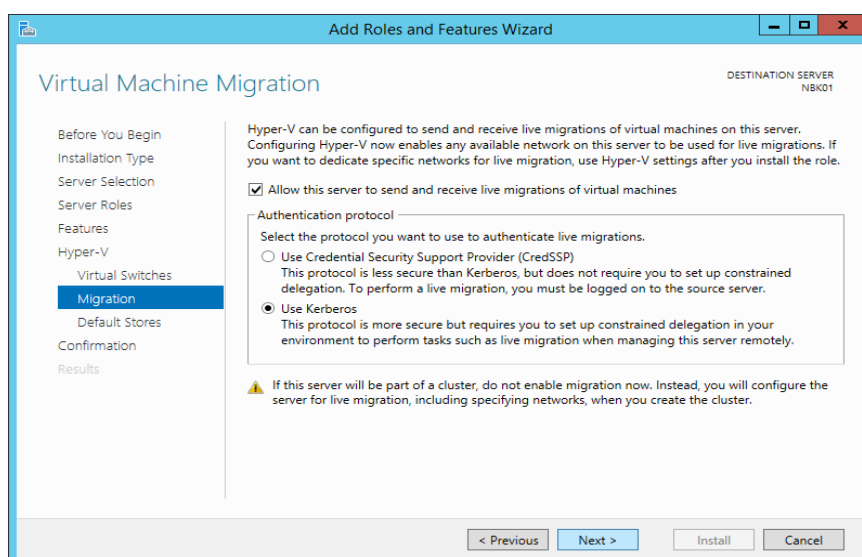 Add Roles and Features Wizard
Virtual Machine Migration
DESTINATION SERVER
NBK01
Before You Begin
Installation Type
Server Selection
Server Roles
Features
Hyper-V
Virtual Switches
Migration
Default Stores
Confirmation
Results
Hyper-V can be configured to send and receive live migrations of virtual machines on this server.
Configuring Hyper-V now enables any available network on this server to be used for live migrations. If
you want to dedicate specific networks for live migration, use Hyper-V settings after you install the role.
Allow this server to send and receive live migrations of virtual machines
Authentication protocol
Select the protocol you want to use to authenticate live migrations.
Use Credential Security Support Provider (CredSSP)
This protocol is less secure than Kerberos, but does not require you to set up constrained
delegation. To perform a live migration, you must be logged on to the source server.
Use Kerberos
This protocol is more secure but requires you to set up constrained delegation in your
environment to perform tasks such as live migration when managing this server remotely.
If this server will be part of a cluster, do not enable migration now. Instead, you will configure the
server for live migration, including specifying networks, when you create the cluster.
< Previous
Next >
Install
Cancel